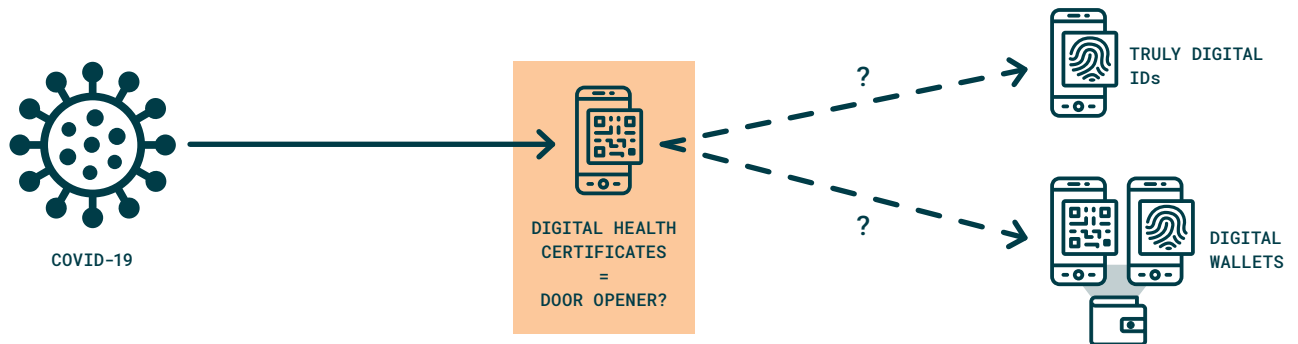 COVID-19
DIGITAL HEALTH
CERTIFICATES
=
DOOR OPENER?
?
?
TRULY DIGITAL
IDs
DIGITAL
WALLETS